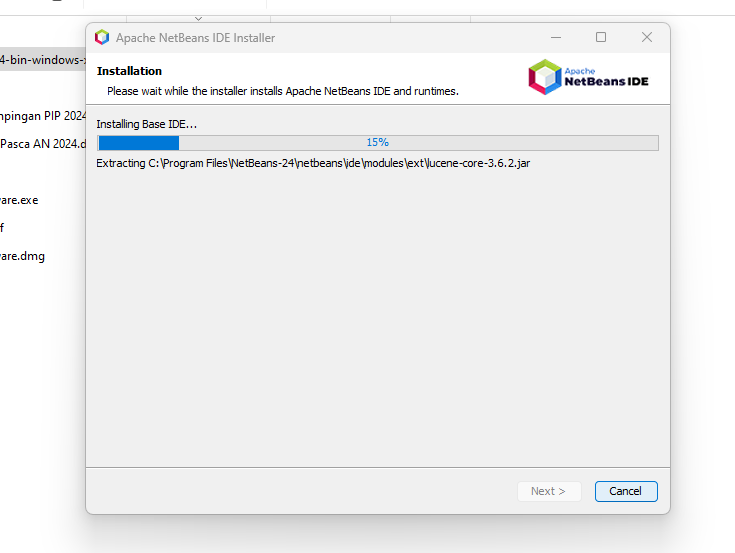 Apache NetBeans IDE Installer
4-bin-windows-x
Installation
Please wait while the installer installs Apache NetBeans IDE and runtimes.
Apache
NetBeans IDE
npingan PIP 2024
Installing Base IDE...
Pasca AN 2024.d
15%
Extracting C:\Program Files\NetBeans-24\netbeans\ide\modules\ext\lucene-core-3.6.2.jar
are.exe
f
are.dmg
Next >
Cancel